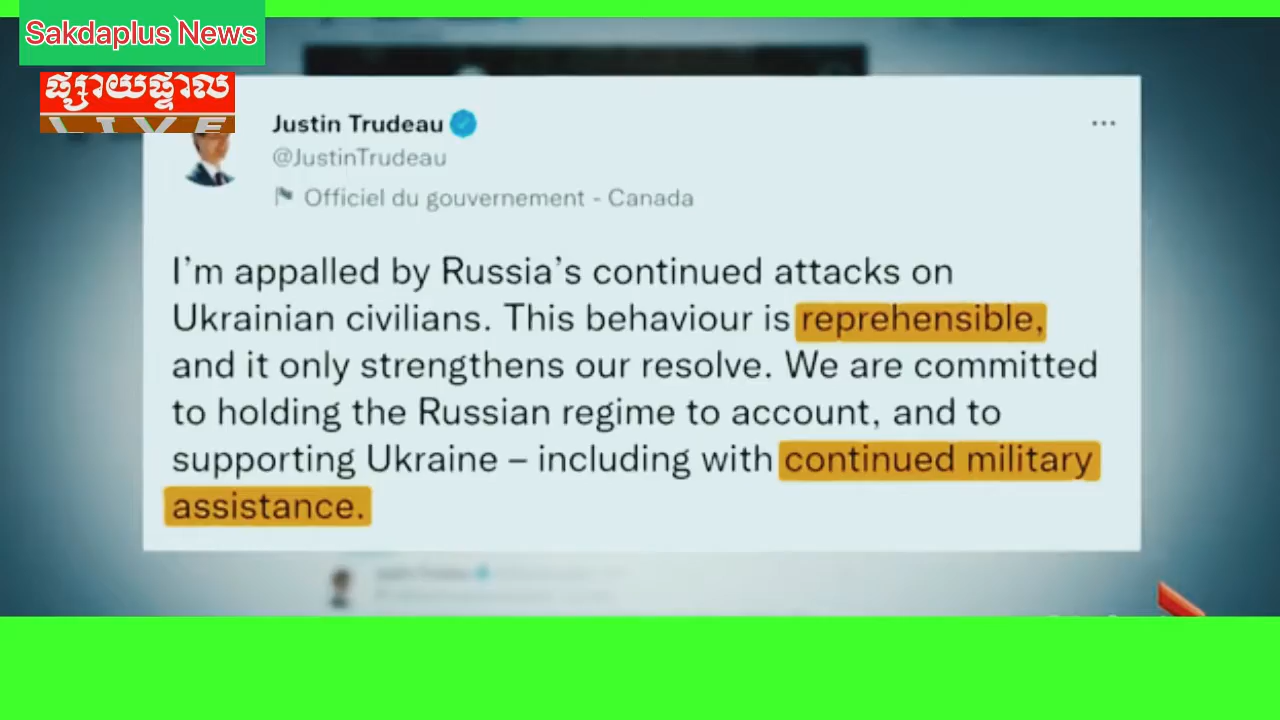 Sakdaplus News
ផ្សាយផ្ទាល់
LIVE
Justin Trudeau
@JustinTrudeau
Officiel du gouvernement - Canada
I'm appalled by Russia's continued attacks on
Ukrainian civilians. This behaviour is reprehensible,
and it only strengthens our resolve. We are committed
to holding the Russian regime to account, and to
supporting Ukraine – including with continued military
assistance.